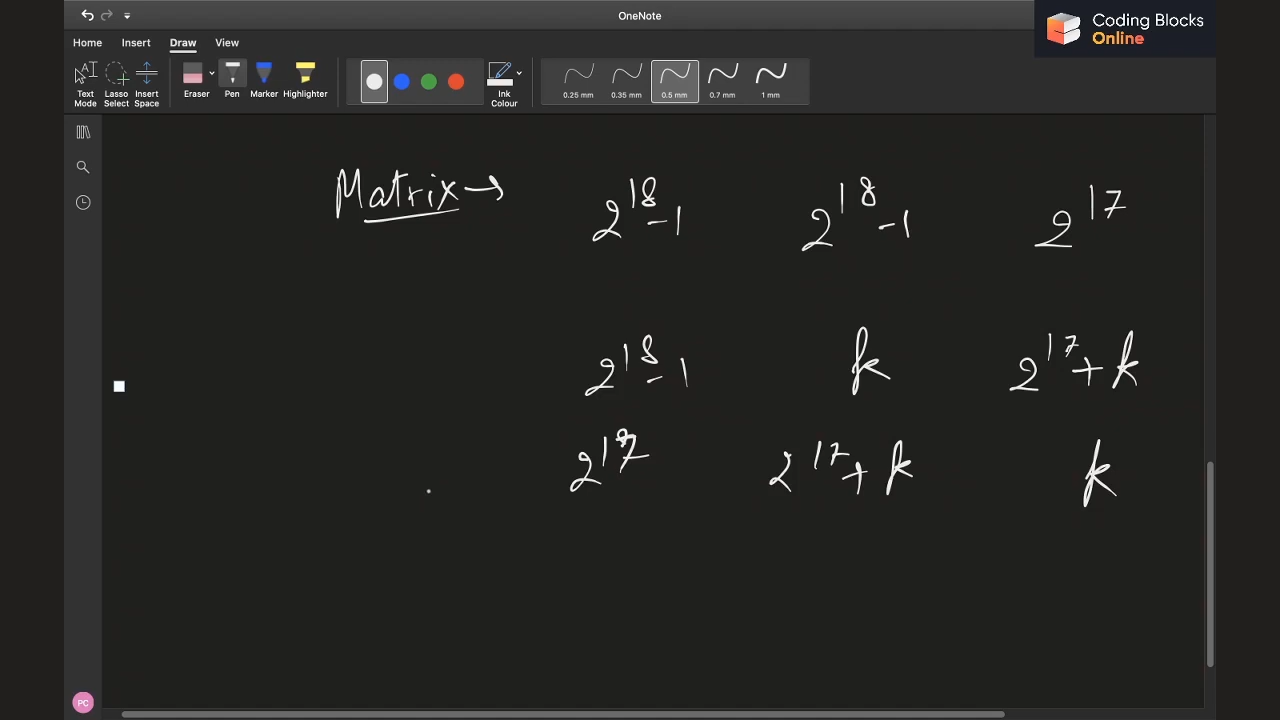 OneNote
Coding Blocks
Online
Home Insert Draw View
Text Mode Lasso Select Insert Space Eraser Pen Marker Highlighter Ink Colour 0.25 mm 0.35 mm 0.5 mm 0.7 mm 1 mm
Matrix → 2^18 - 1 2^18 - 1 2^17
2^18 - 1 k 2^17 + k
2^17 2^17 + k k
PC